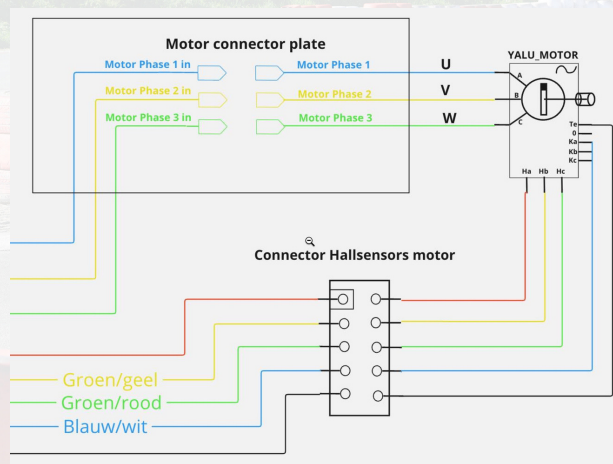 Motor connector plate
Motor Phase 1 in
Motor Phase 1
U
Motor Phase 2 in
Motor Phase 2
V
Motor Phase 3 in
Motor Phase 3
W
YALU_MOTOR
A
B
C
Te
0
Ka
Kb
Kc
Ha Hb Hc
Connector Hallsensors motor
Groen/geel
Groen/rood
Blauw/wit